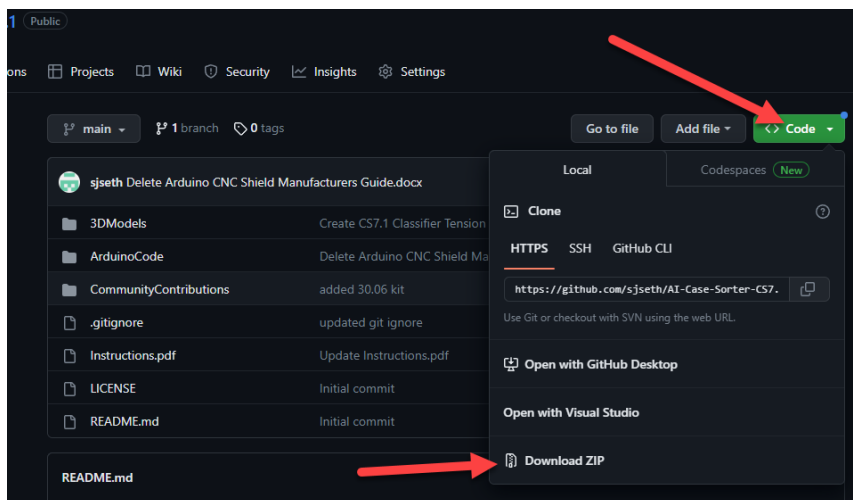 .1 Public
ons Projects Wiki Security Insights Settings
main 1 branch 0 tags Go to file Add file Code
sjseth Delete Arduino CNC Shield Manufacturers Guide.docx
3DModels Create CS7.1 Classifier Tension
ArduinoCode Delete Arduino CNC Shield Ma
CommunityContributions added 30.06 kit
.gitignore updated git ignore
Instructions.pdf Update Instructions.pdf
LICENSE Initial commit
README.md Initial commit
README.md
Local Codespaces New
Clone
HTTPS SSH GitHub CLI
https://github.com/sjseth/AI-Case-Sorter-CS7.
Use Git or checkout with SVN using the web URL.
Open with GitHub Desktop
Open with Visual Studio
Download ZIP